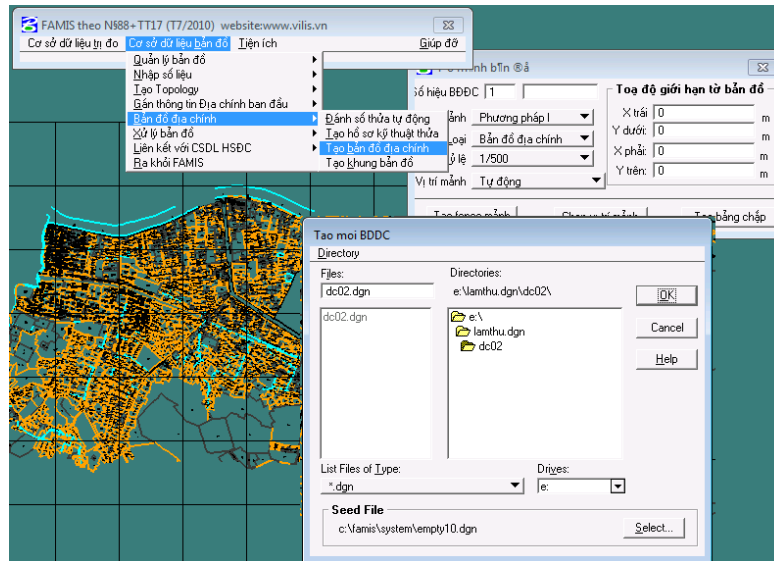 FAMIS theo N§88+TT17 (T7/2010) website:www.vilis.vn
Cơ sở dữ liệu trị đo Cơ sở dữ liệu bản đồ Tiện ích Giúp đỡ
Quản lý bản đồ
Nhập số liệu
Tạo Topology
Gán thông tin Địa chính ban đầu
Bản đồ địa chính
Xử lý bản đồ
Liên kết với CSDL HSĐC
Ra khỏi FAMIS
Đánh số thửa tự động
Tạo hồ sơ kỹ thuật thửa
Tạo bản đồ địa chính
Tạo khung bản đồ
Số hiệu BĐĐC 1
Phương pháp I
Bản đồ địa chính
1/500
Vị trí mảnh Tự động
Toạ độ giới hạn tờ bản đồ
X trái 0 m
Y dưới: 0 m
X phải: 0 m
Y trên: 0 m
Tao moi BDDC
Directory
Files:
dc02.dgn
dc02.dgn
Directories:
e:\lamthu.dgn\dc02\
e:\
lamthu.dgn
dc02
OK
Cancel
Help
List Files of Type:
*.dgn
Drives:
e:
Seed File
c:\famis\system\empty10.dgn
Select...